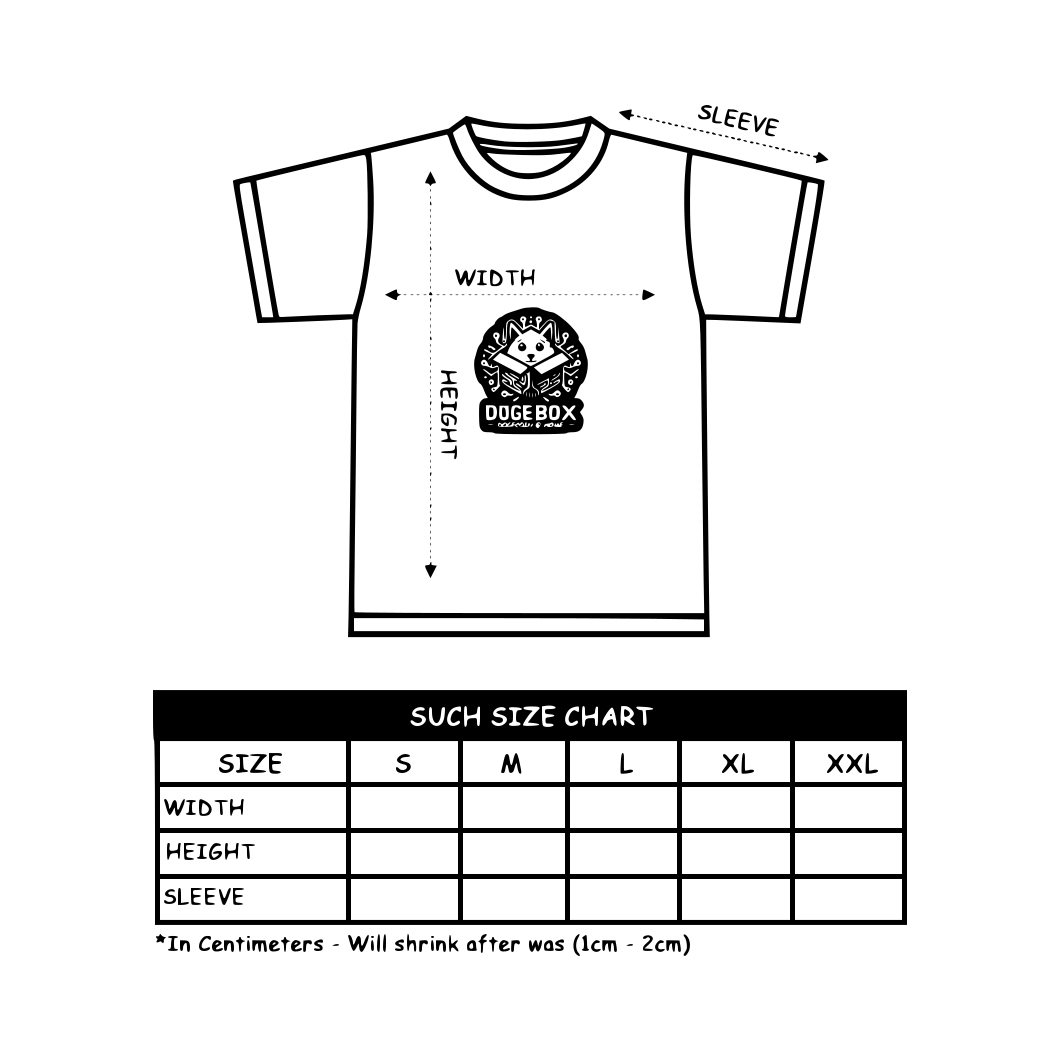 SLEEVE
WIDTH
HEIGHT
DOGEBOX
SUCH SIZE CHART
SIZE S M L XL XXL
WIDTH
HEIGHT
SLEEVE
*In Centimeters - Will shrink after was (1cm - 2cm)